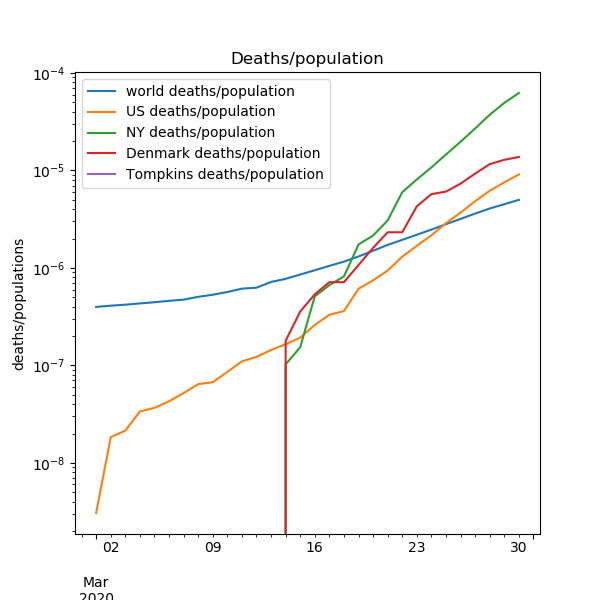 Deaths/population
world deaths/population
US deaths/population
NY deaths/population
Denmark deaths/population
Tompkins deaths/population
deaths/populations
10⁻⁴
10⁻⁵
10⁻⁶
10⁻⁷
10⁻⁸
02 09 16 23 30
Mar
2020